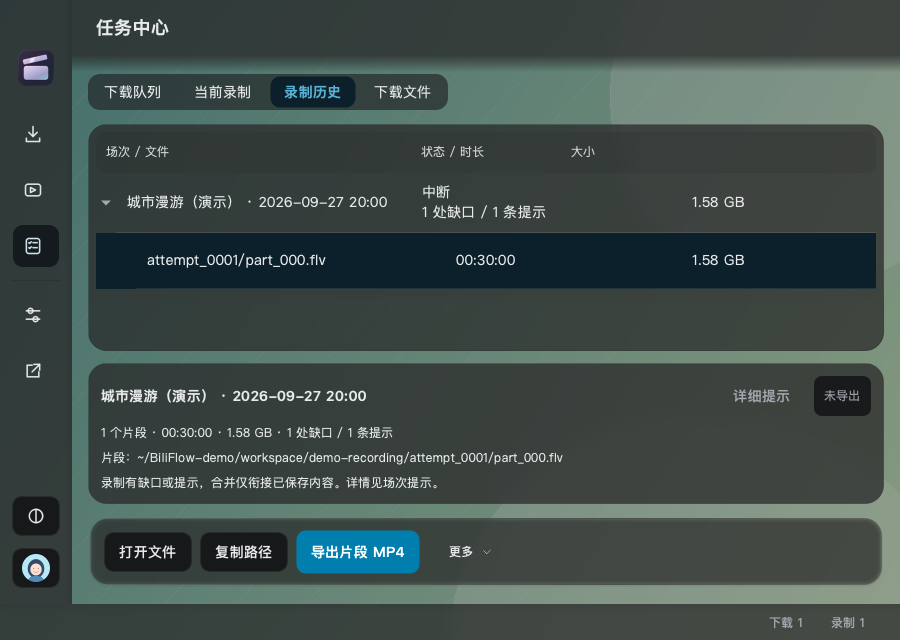 任务中心
下载队列 当前录制 录制历史 下载文件
场次 / 文件 状态 / 时长 大小
城市漫游（演示） · 2026-09-27 20:00 中断 1.58 GB
1 处缺口 / 1 条提示
attempt_0001/part_000.flv 00:30:00 1.58 GB
城市漫游（演示） · 2026-09-27 20:00 详细提示 未导出
1 个片段 · 00:30:00 · 1.58 GB · 1 处缺口 / 1 条提示
片段：~/BiliFlow-demo/workspace/demo-recording/attempt_0001/part_000.flv
录制有缺口或提示，合并仅衔接已保存内容。详情见场次提示。
打开文件 复制路径 导出片段 MP4 更多
下载 1 录制 1